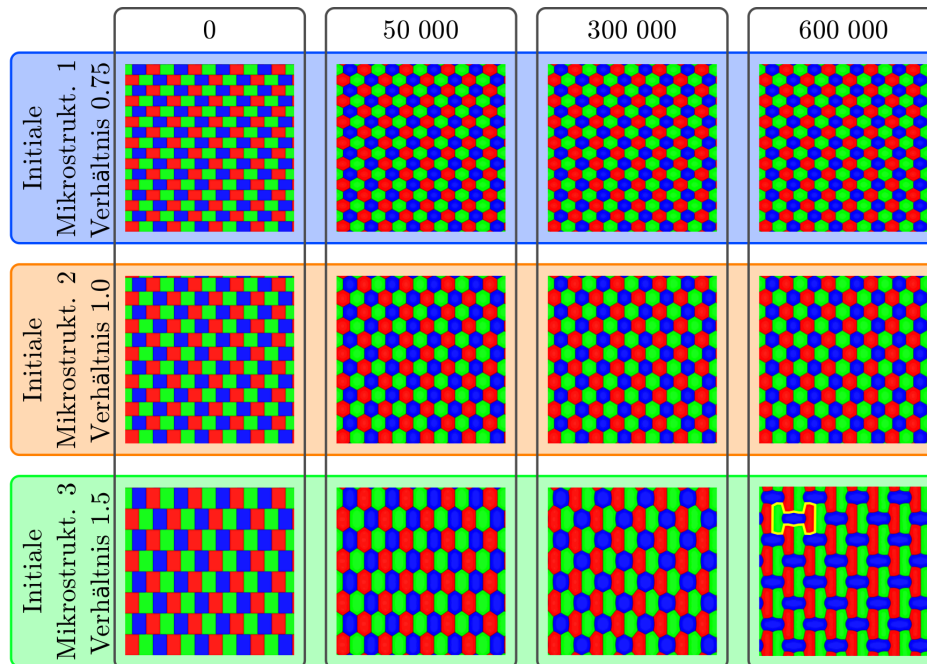 0
50 000
300 000
600 000
Initiale
Mikrostrukt. 1
Verhältnis 0.75
Initiale
Mikrostrukt. 2
Verhältnis 1.0
Initiale
Mikrostrukt. 3
Verhältnis 1.5